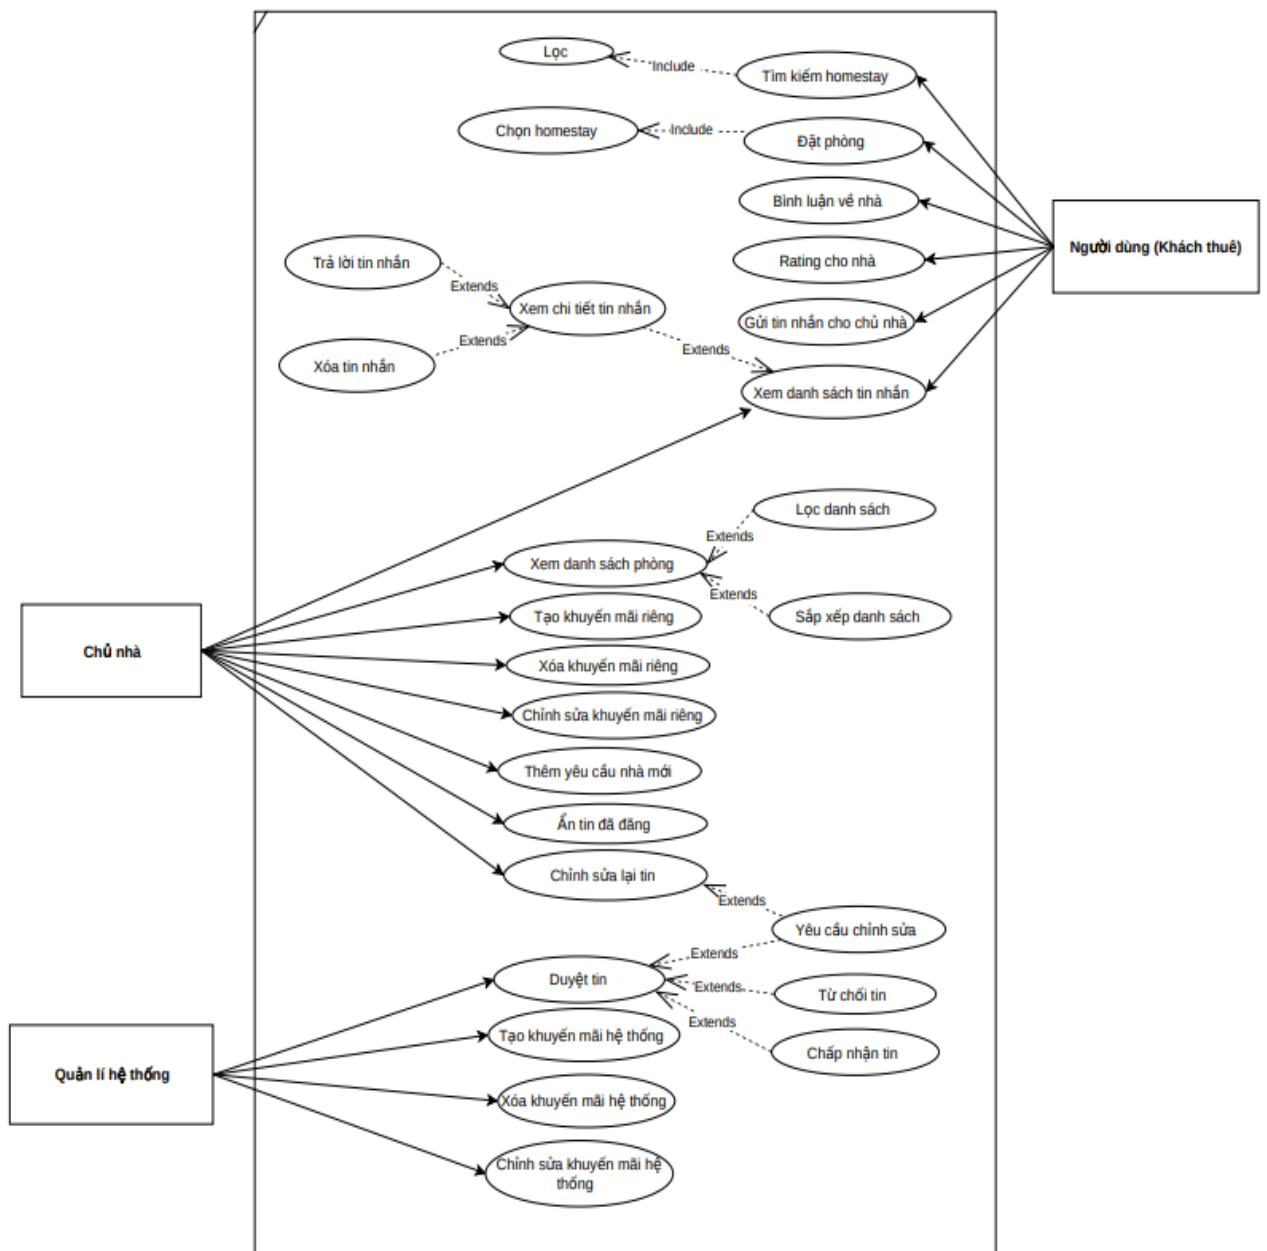 Lọc
Include
Tìm kiếm homestay
Chọn homestay
Include
Đặt phòng
Bình luận về nhà
Người dùng (Khách thuê)
Trả lời tin nhắn
Rating cho nhà
Extends
Xem chi tiết tin nhắn
Gửi tin nhắn cho chủ nhà
Extends
Extends
Xóa tin nhắn
Xem danh sách tin nhắn
Lọc danh sách
Extends
Xem danh sách phòng
Extends
Tạo khuyến mãi riêng
Sắp xếp danh sách
Chủ nhà
Xóa khuyến mãi riêng
Chỉnh sửa khuyến mãi riêng
Thêm yêu cầu nhà mới
Ẩn tin đã đăng
Chỉnh sửa lại tin
Extends
Yêu cầu chỉnh sửa
Extends
Duyệt tin
Extends
Từ chối tin
Extends
Tạo khuyến mãi hệ thống
Chấp nhận tin
Quản lí hệ thống
Xóa khuyến mãi hệ thống
Chỉnh sửa khuyến mãi hệ
thống